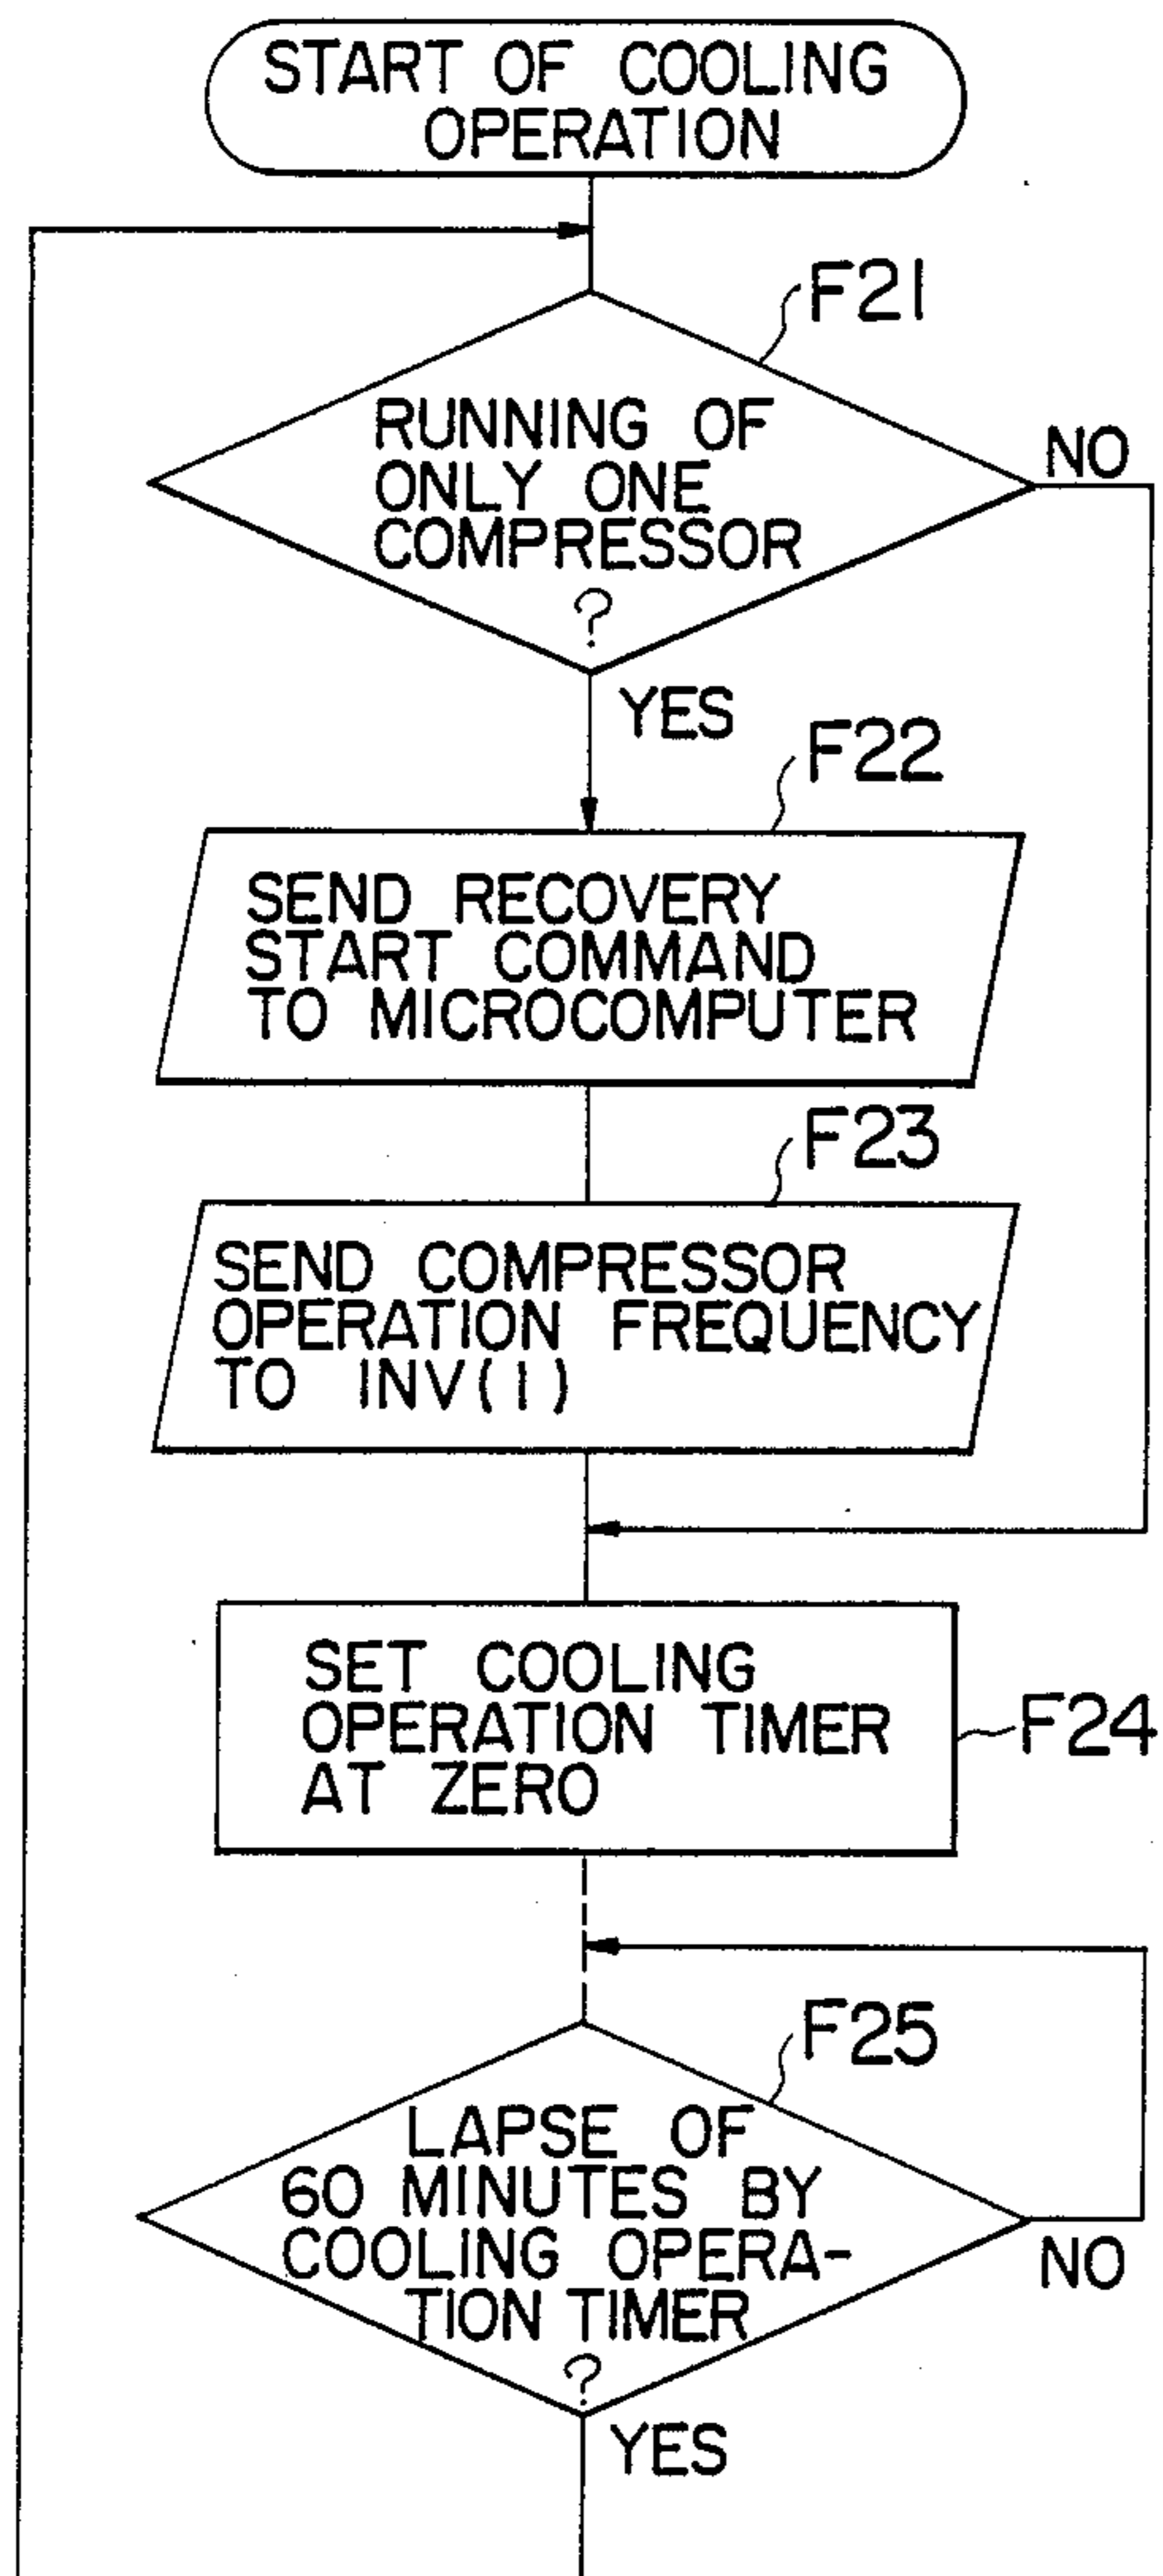 START OF COOLING
OPERATION
F21
RUNNING OF
ONLY ONE
COMPRESSOR
?
NO
YES
F22
SEND RECOVERY
START COMMAND
TO MICROCOMPUTER
F23
SEND COMPRESSOR
OPERATION FREQUENCY
TO INV(1)
SET COOLING
OPERATION TIMER
AT ZERO
F24
F25
LAPSE OF
60 MINUTES BY
COOLING OPERA-
TION TIMER
?
NO
YES